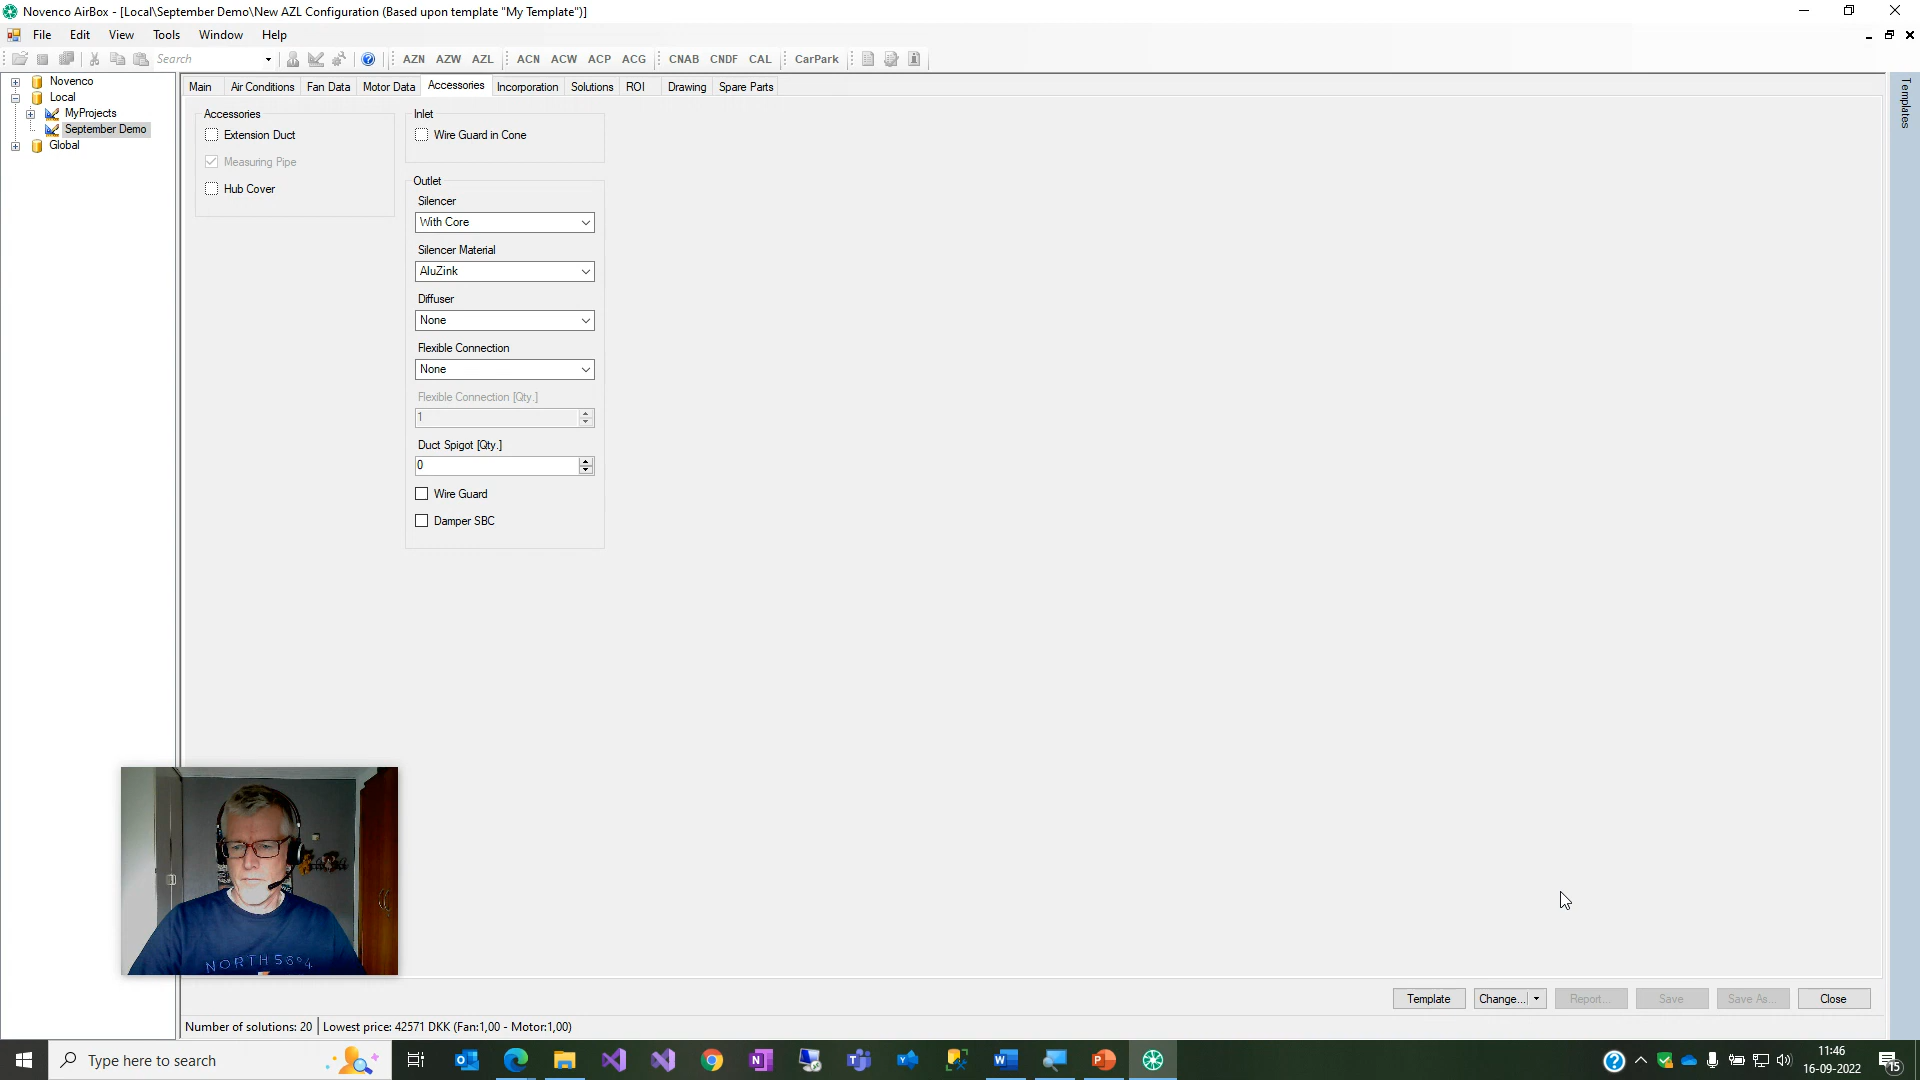 Novenco AirBox - [Local\September Demo\New AZL Configuration (Based upon template "My Template")]
File Edit View Tools Window Help
Search AZN AZW AZL ACN ACW ACP ACG CNAB CNDF CAL CarPark
Novenco
Local
MyProjects
September Demo
Global
Main Air Conditions Fan Data Motor Data Accessories Incorporation Solutions ROI Drawing Spare Parts
Accessories
Extension Duct
Measuring Pipe
Hub Cover
Inlet
Wire Guard in Cone
Outlet
Silencer
With Core
Silencer Material
AluZink
Diffuser
None
Flexible Connection
None
Flexible Connection [Qty.]
1
Duct Spigot [Qty.]
0
Wire Guard
Damper SBC
Templates
NORTH 56°4
Template Change... Report... Save Save As... Close
Number of solutions: 20 Lowest price: 42571 DKK (Fan:1,00 - Motor:1,00)
Type here to search
11:46
16-09-2022
15